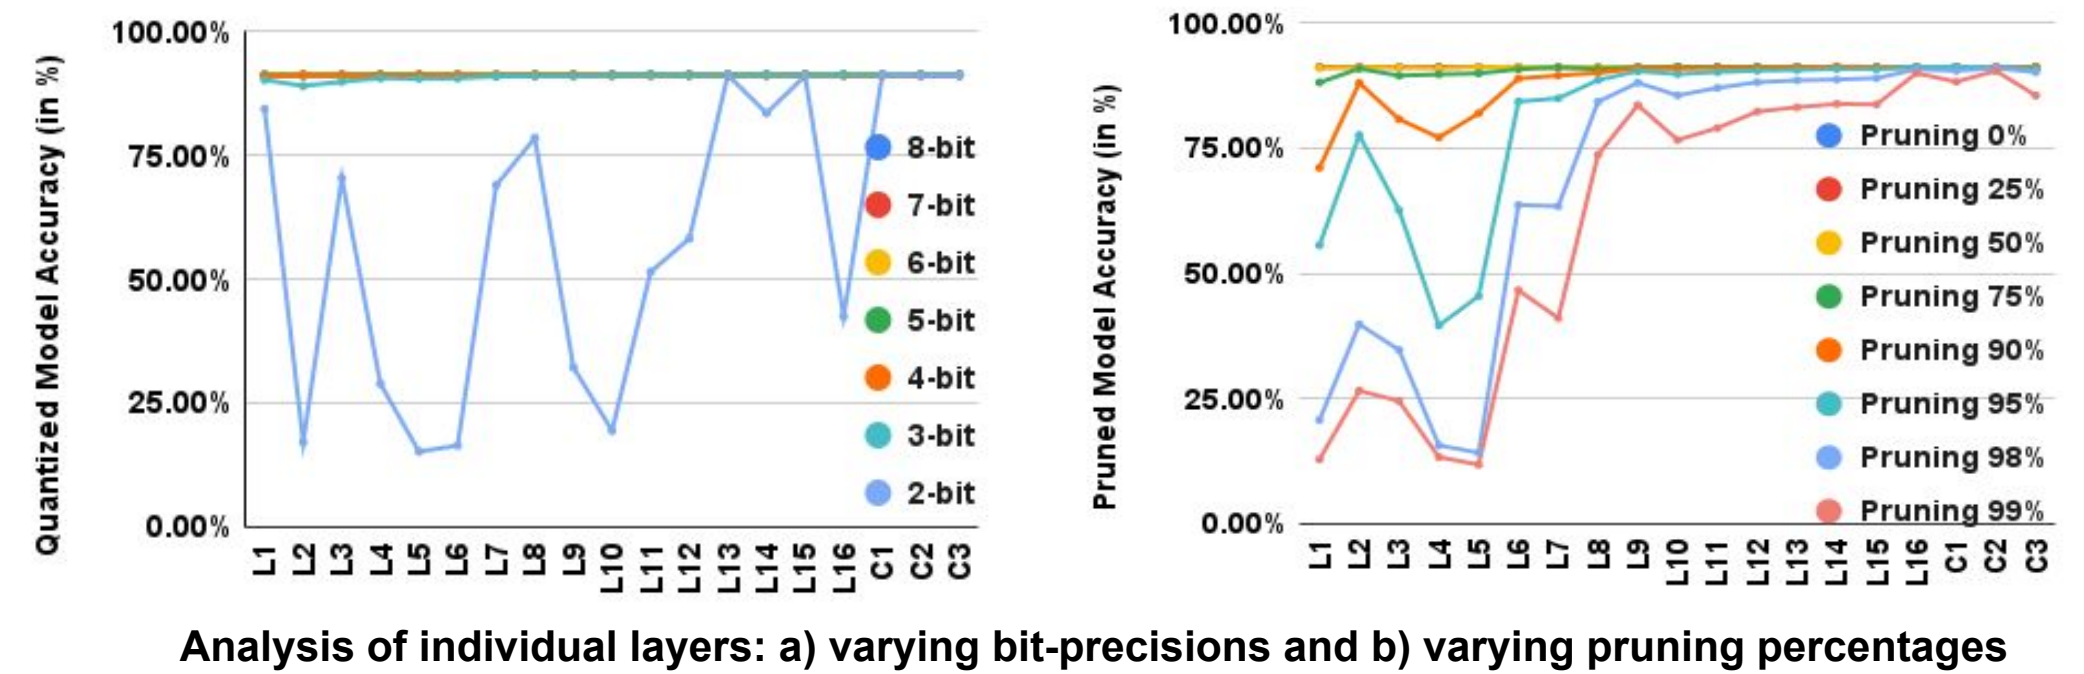 Quantized Model Accuracy (in %)
100.00%
75.00%
50.00%
25.00%
0.00%
L1
L2
L3
L4
L5
L6
L7
L8
L9
L10
L11
L12
L13
L14
L15
L16
C1
C2
C3
8-bit
7-bit
6-bit
5-bit
4-bit
3-bit
2-bit
Pruned Model Accuracy (in %)
100.00%
75.00%
50.00%
25.00%
0.00%
L1
L2
L3
L4
L5
L6
L7
L8
L9
L10
L11
L12
L13
L14
L15
L16
C1
C2
C3
Pruning 0%
Pruning 25%
Pruning 50%
Pruning 75%
Pruning 90%
Pruning 95%
Pruning 98%
Pruning 99%
Analysis of individual layers: a) varying bit-precisions and b) varying pruning percentages